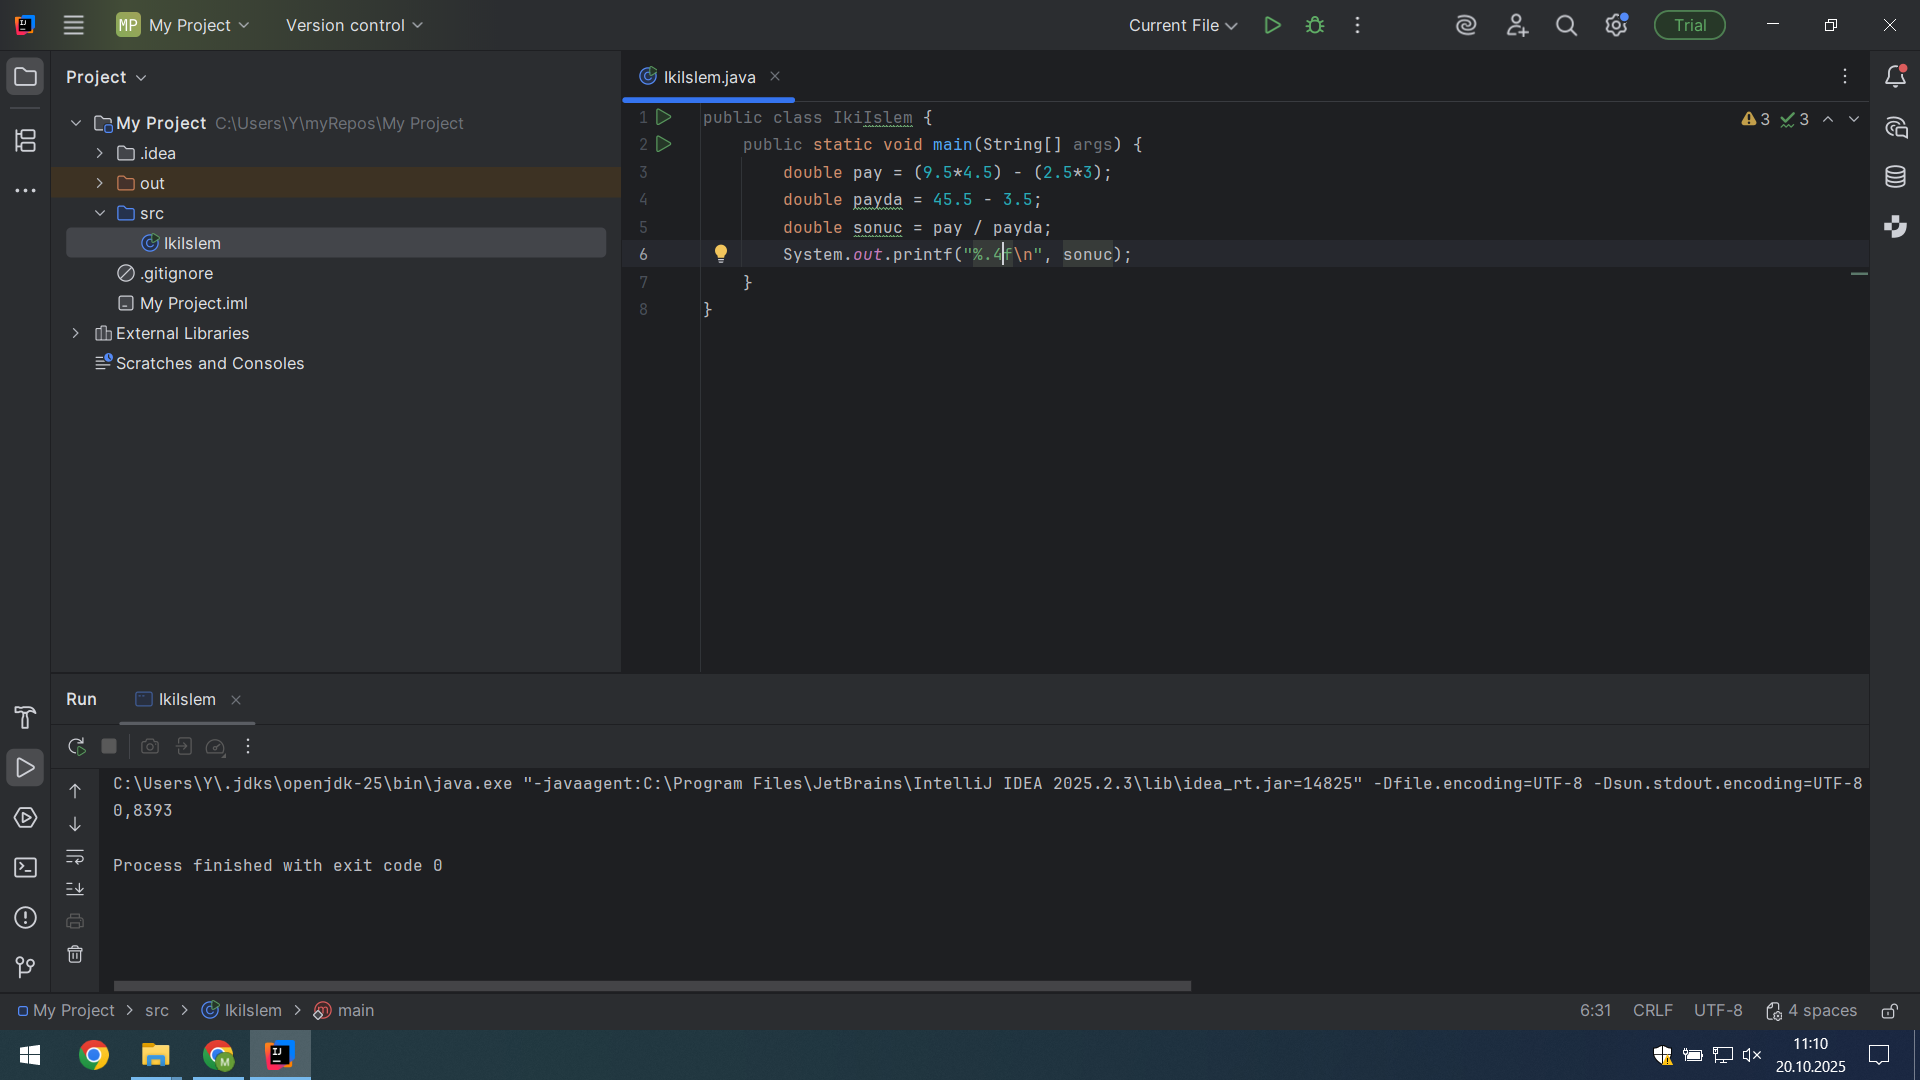 MP My Project
Version control
Current File
Trial
Project
IkiIslem.java
My Project C:\Users\Y\myRepos\My Project
.idea
out
src
IkiIslem
.gitignore
My Project.iml
External Libraries
Scratches and Consoles
1 public class IkiIslem {
2 public static void main(String[] args) {
3 double pay = (9.5*4.5) - (2.5*3);
4 double payda = 45.5 - 3.5;
5 double sonuc = pay / payda;
6 System.out.printf("%.4f\n", sonuc);
7 }
8 }
3 3
Run IkiIslem
C:\Users\Y\.jdks\openjdk-25\bin\java.exe "-javaagent:C:\Program Files\JetBrains\IntelliJ IDEA 2025.2.3\lib\idea_rt.jar=14825" -Dfile.encoding=UTF-8 -Dsun.stdout.encoding=UTF-8
0,8393
Process finished with exit code 0
My Project > src > IkiIslem > main
6:31 CRLF UTF-8 4 spaces
11:10
20.10.2025